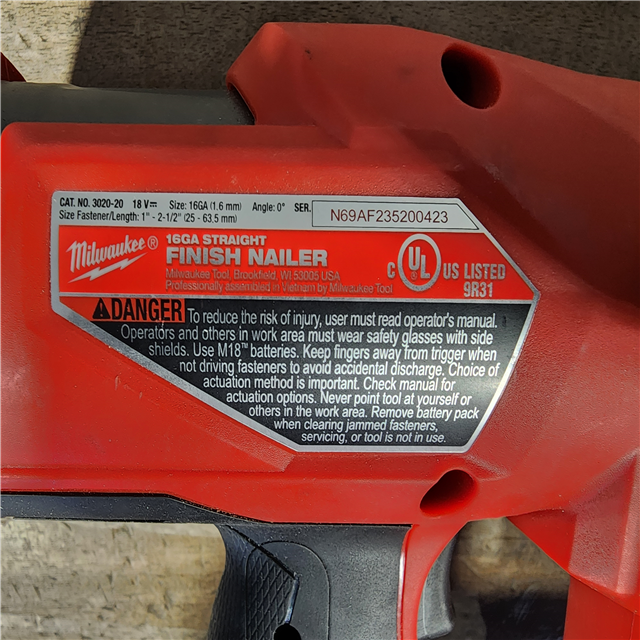 CAT. NO. 3020-20 18 V⎓ Size: 16GA (1.6 mm) Angle: 0° SER. N69AF235200423
Size Fastener/Length: 1" - 2-1/2" (25 - 63,5 mm)
Milwaukee®
16GA STRAIGHT
FINISH NAILER
Milwaukee Tool, Brookfield, WI 53005 USA
Professionally assembled in Vietnam by Milwaukee Tool
C UL® US LISTED
9R31
DANGER To reduce the risk of injury, user must read operator's manual.
Operators and others in work area must wear safety glasses with side
shields. Use M18™ batteries. Keep fingers away from trigger when
not driving fasteners to avoid accidental discharge. Choice of
actuation method is important. Check manual for
actuation options. Never point tool at yourself or
others in the work area. Remove battery pack
when clearing jammed fasteners,
servicing, or tool is not in use.